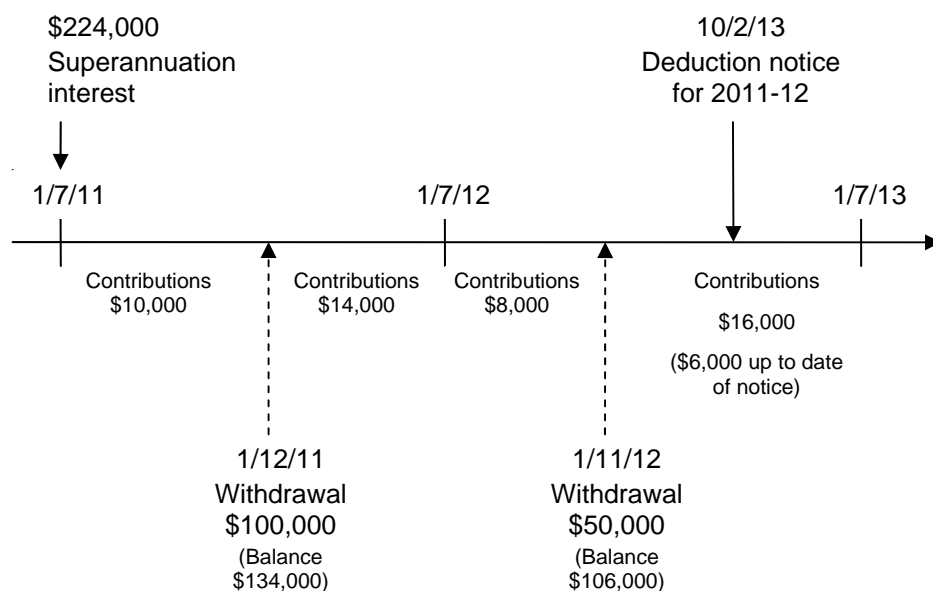 $224,000
Superannuation
interest
10/2/13
Deduction notice
for 2011-12
1/7/11
1/7/12
1/7/13
Contributions
$10,000
Contributions
$14,000
Contributions
$8,000
Contributions
$16,000
($6,000 up to date
of notice)
1/12/11
Withdrawal
$100,000
(Balance
$134,000)
1/11/12
Withdrawal
$50,000
(Balance
$106,000)